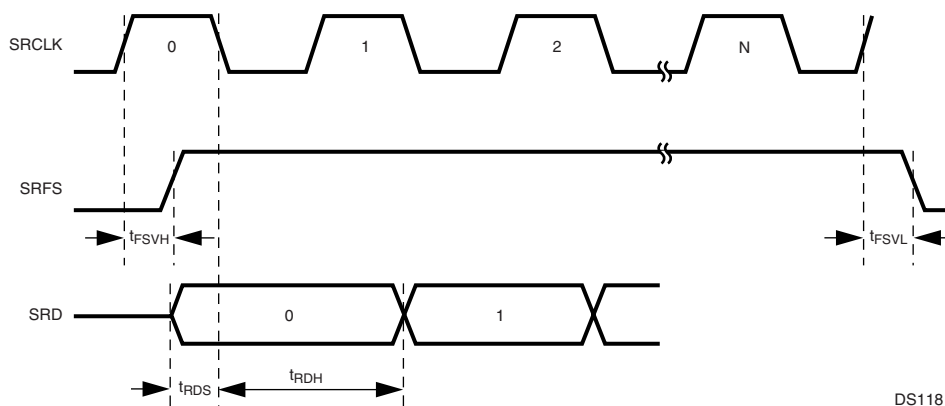 SRCLK 0 1 2 N
SRFS
tFSVH tFSVL
SRD 0 1
tRDS tRDH
DS118